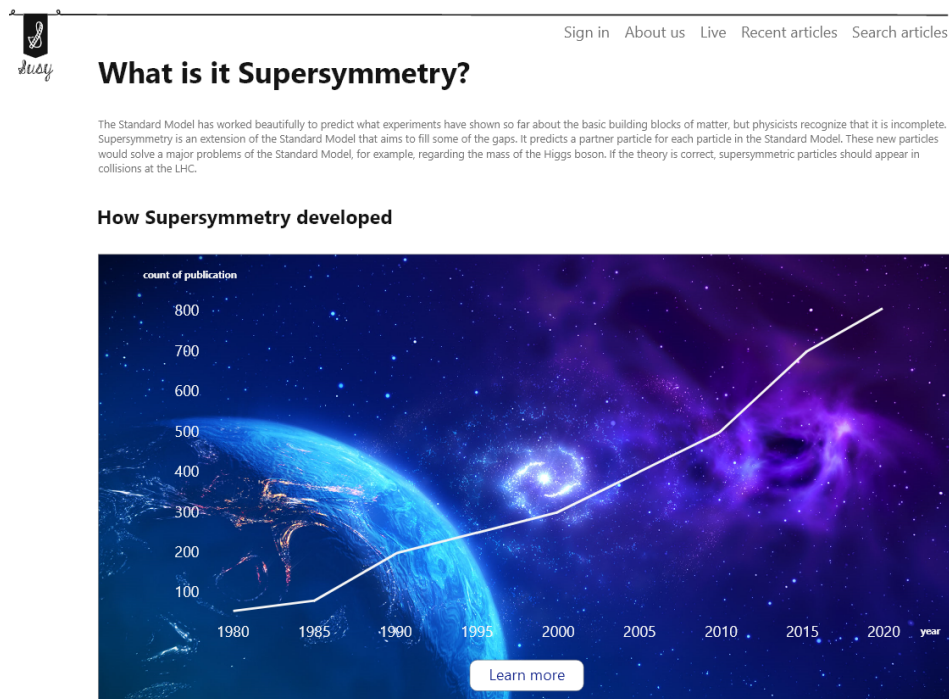 Susy
Sign in About us Live Recent articles Search articles
What is it Supersymmetry?
The Standard Model has worked beautifully to predict what experiments have shown so far about the basic building blocks of matter, but physicists recognize that it is incomplete.
Supersymmetry is an extension of the Standard Model that aims to fill some of the gaps. It predicts a partner particle for each particle in the Standard Model. These new particles
would solve a major problems of the Standard Model, for example, regarding the mass of the Higgs boson. If the theory is correct, supersymmetric particles should appear in
collisions at the LHC.
How Supersymmetry developed
count of publication
800
700
600
500
400
300
200
100
1980 1985 1990 1995 2000 2005 2010 2015 2020 year
Learn more